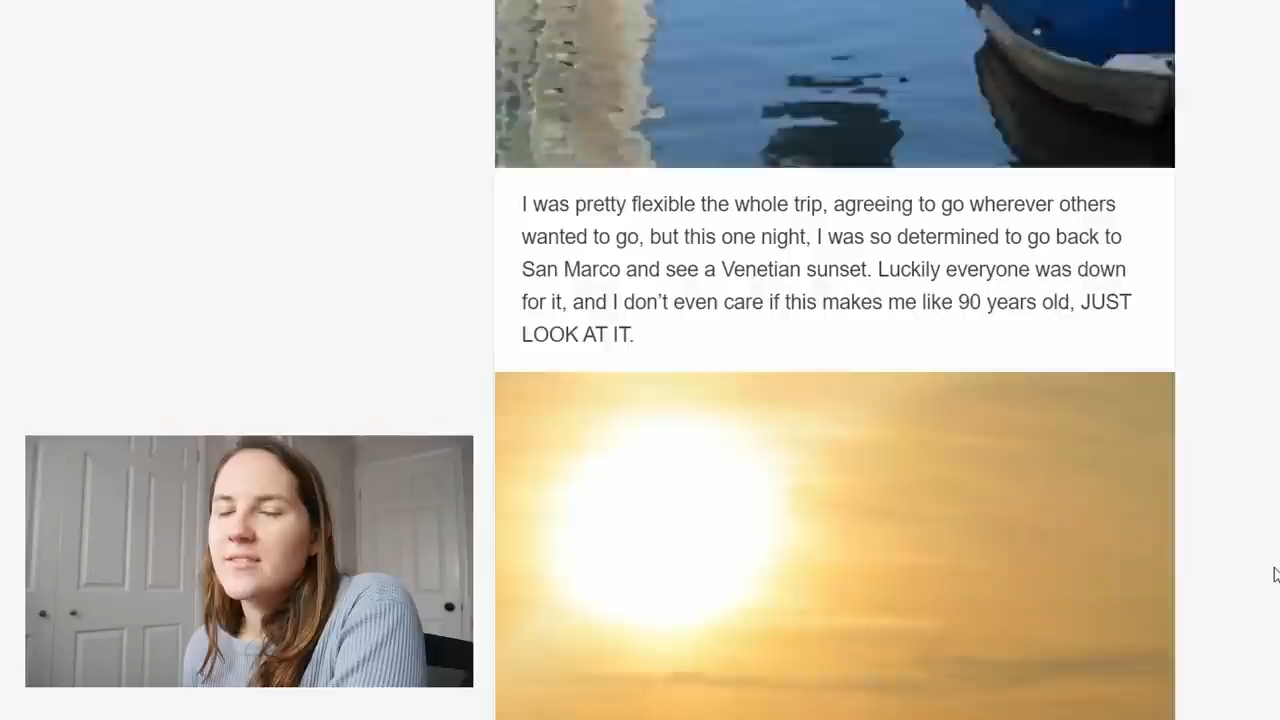 I was pretty flexible the whole trip, agreeing to go wherever others
wanted to go, but this one night, I was so determined to go back to
San Marco and see a Venetian sunset. Luckily everyone was down
for it, and I don’t even care if this makes me like 90 years old, JUST
LOOK AT IT.